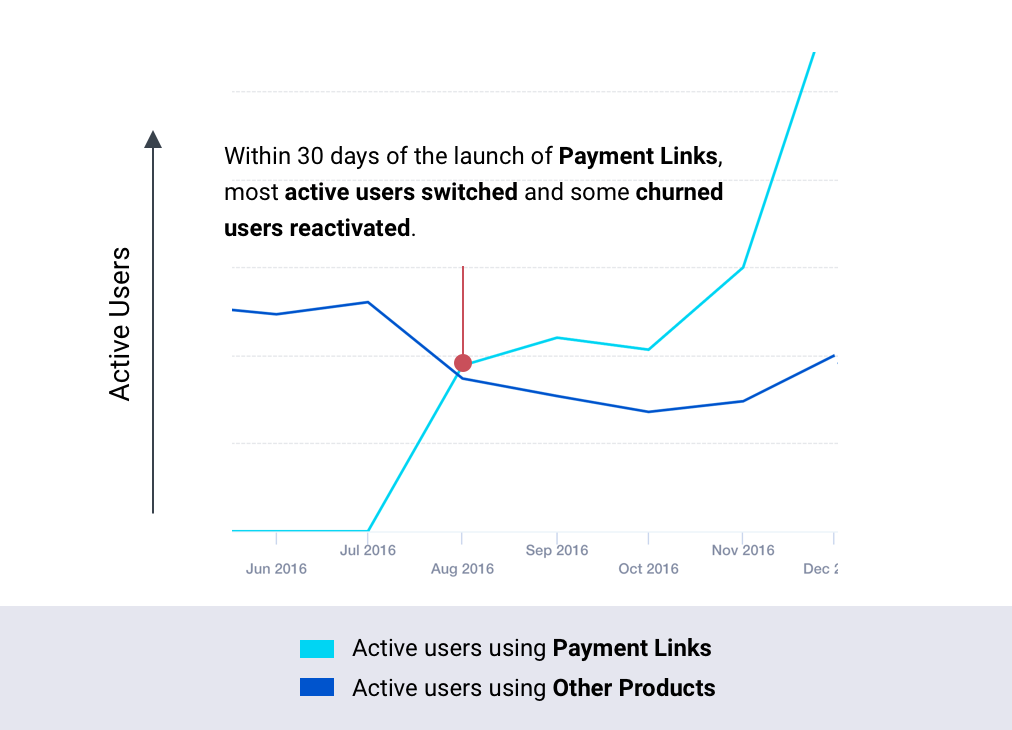 Within 30 days of the launch of Payment Links,
most active users switched and some churned
users reactivated.
Active Users
Jul 2016
Sep 2016
Nov 2016
Jun 2016
Aug 2016
Oct 2016
Dec 2
Active users using Payment Links
Active users using Other Products